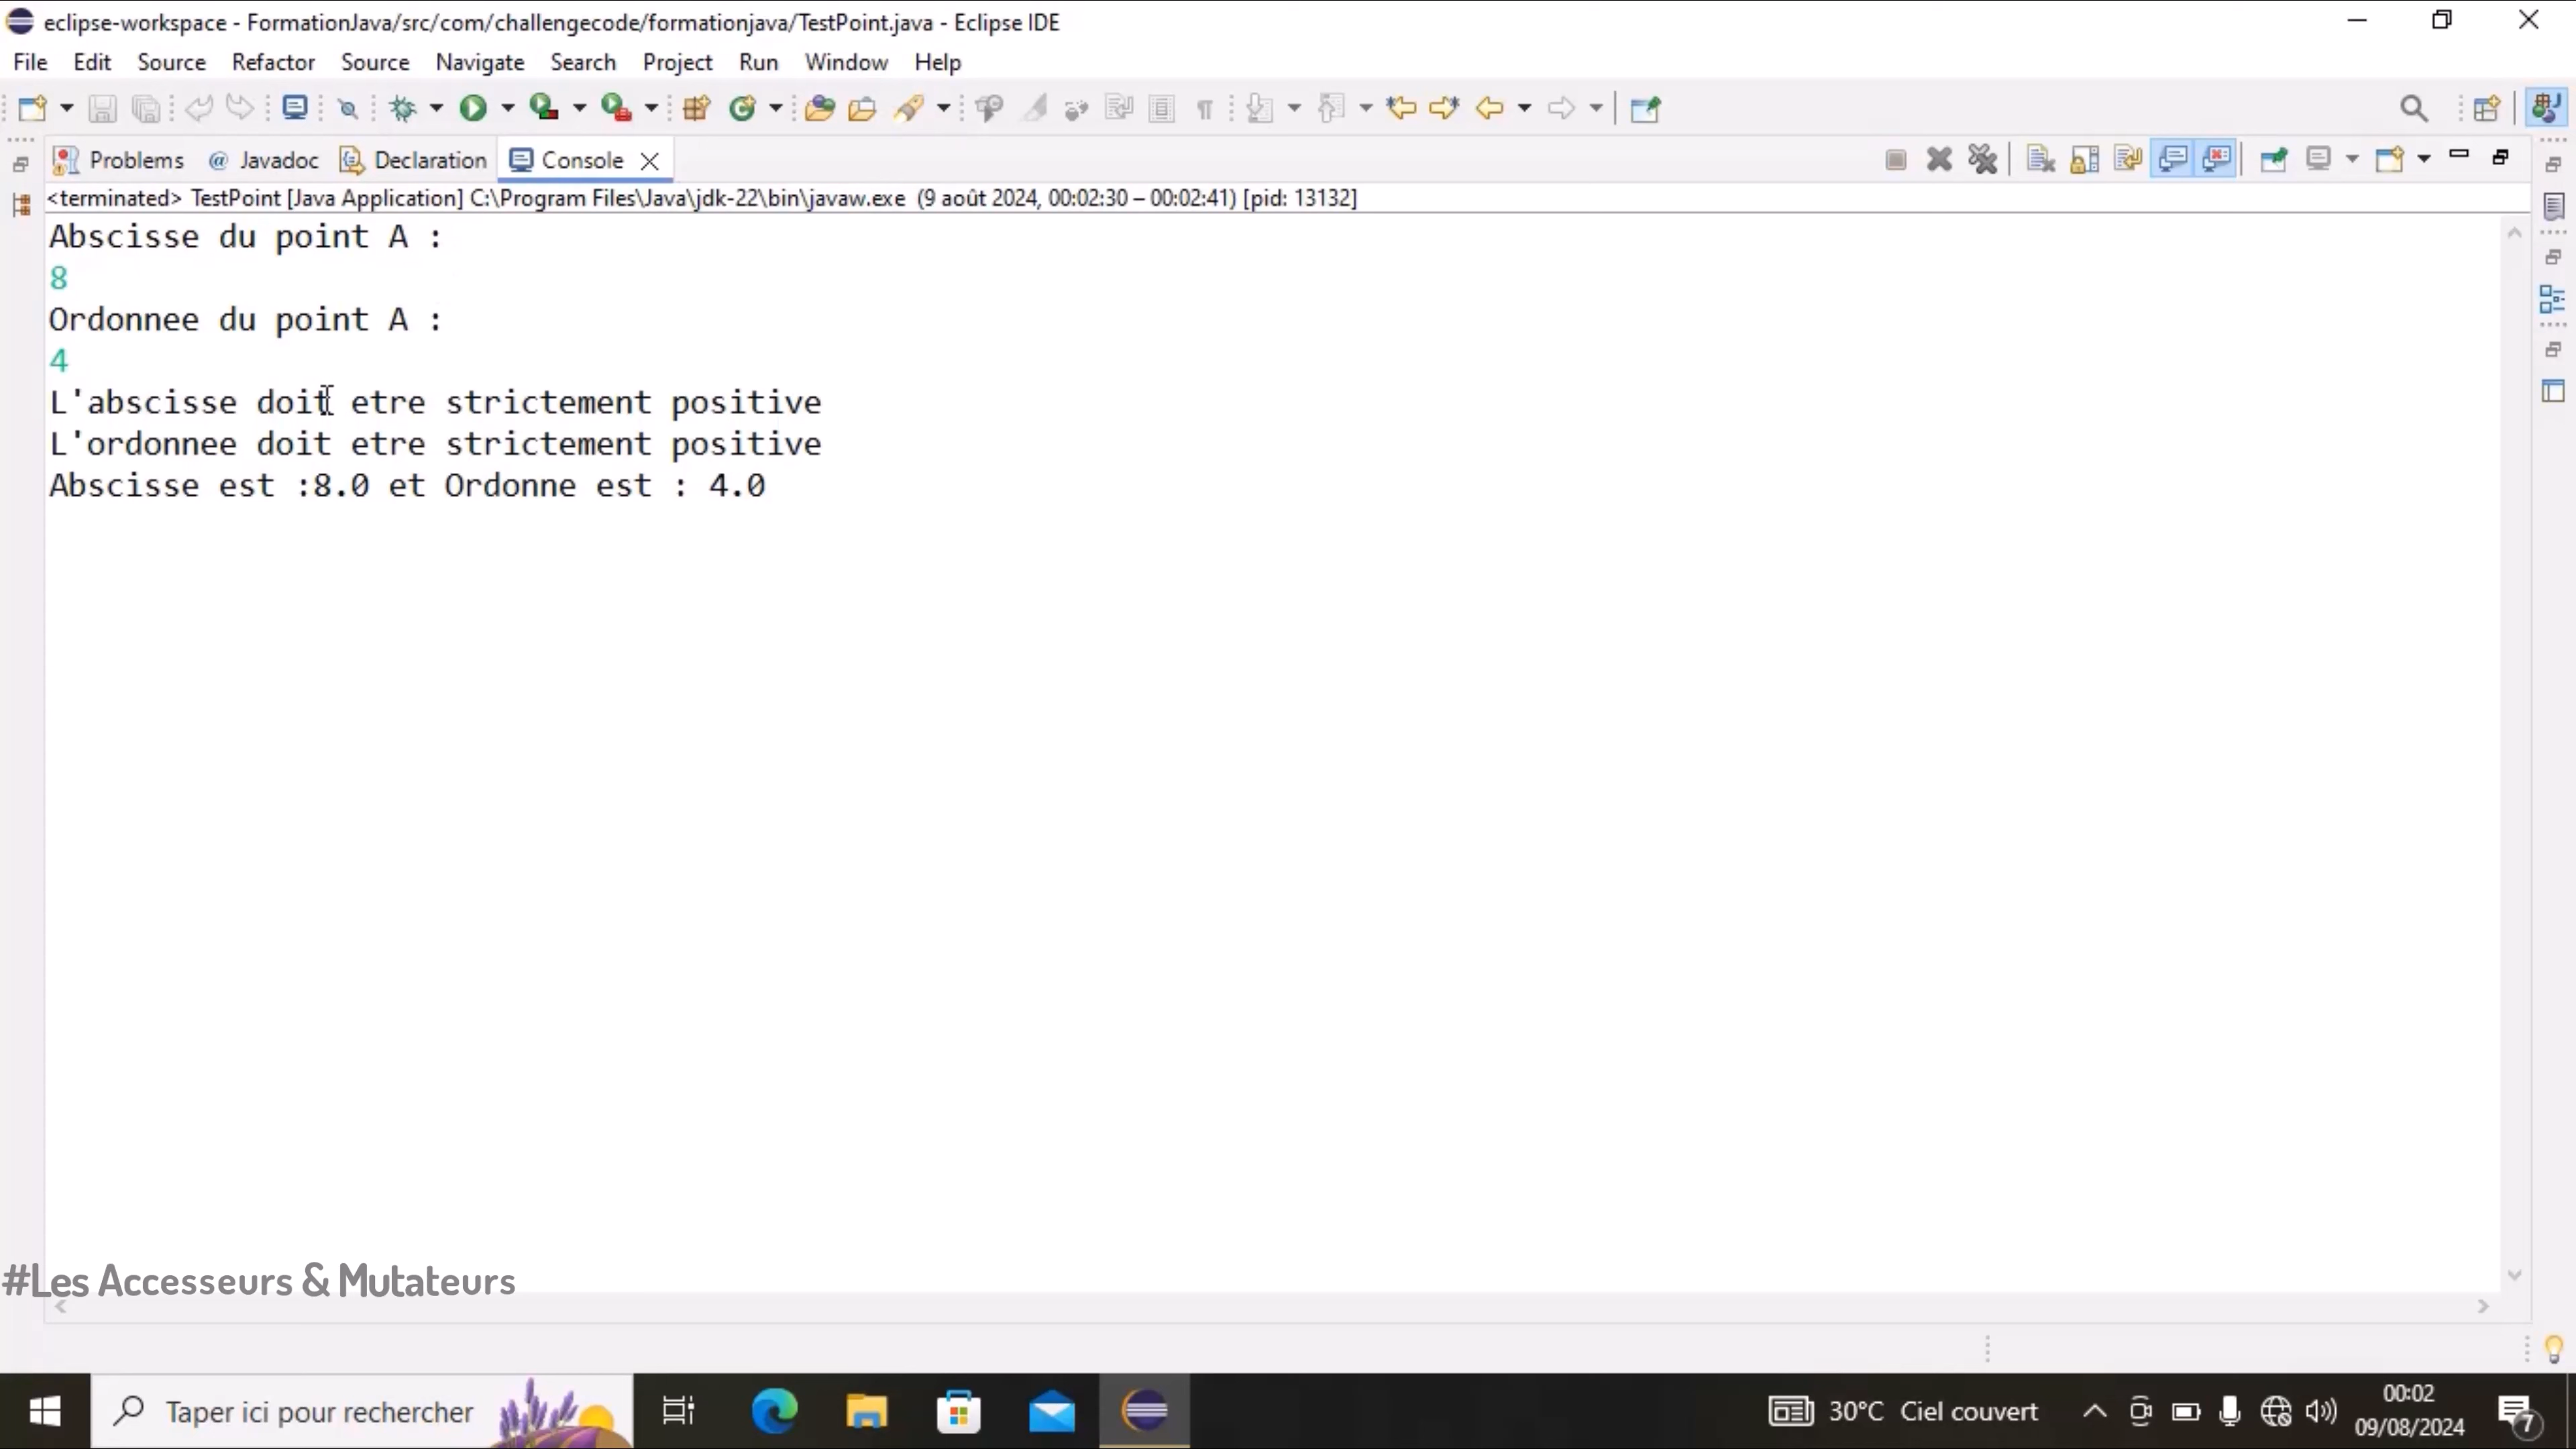 eclipse-workspace - FormationJava/src/com/challengecode/formationjava/TestPoint.java - Eclipse IDE
File Edit Source Refactor Source Navigate Search Project Run Window Help
Problems @ Javadoc Declaration Console
<terminated> TestPoint [Java Application] C:\Program Files\Java\jdk-22\bin\javaw.exe (9 août 2024, 00:02:30 – 00:02:41) [pid: 13132]
Abscisse du point A :
8
Ordonnee du point A :
4
L'abscisse doit etre strictement positive
L'ordonnee doit etre strictement positive
Abscisse est :8.0 et Ordonne est : 4.0
#Les Accesseurs & Mutateurs
Taper ici pour rechercher
30°C Ciel couvert
00:02
09/08/2024
7